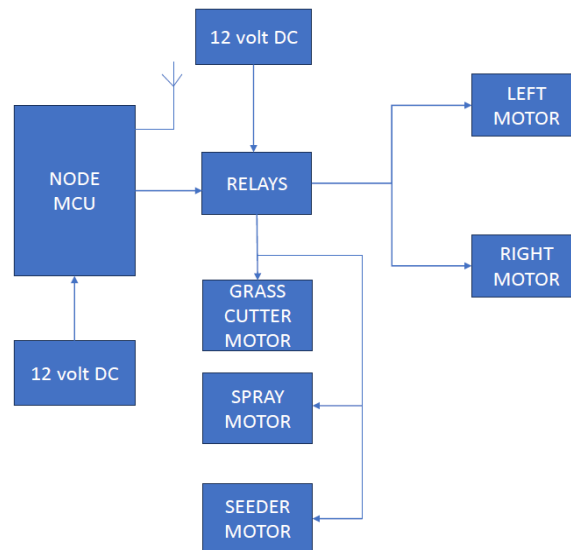 12 volt DC
LEFT
MOTOR
NODE
MCU
RELAYS
RIGHT
MOTOR
GRASS
CUTTER
MOTOR
12 volt DC
SPRAY
MOTOR
SEEDER
MOTOR